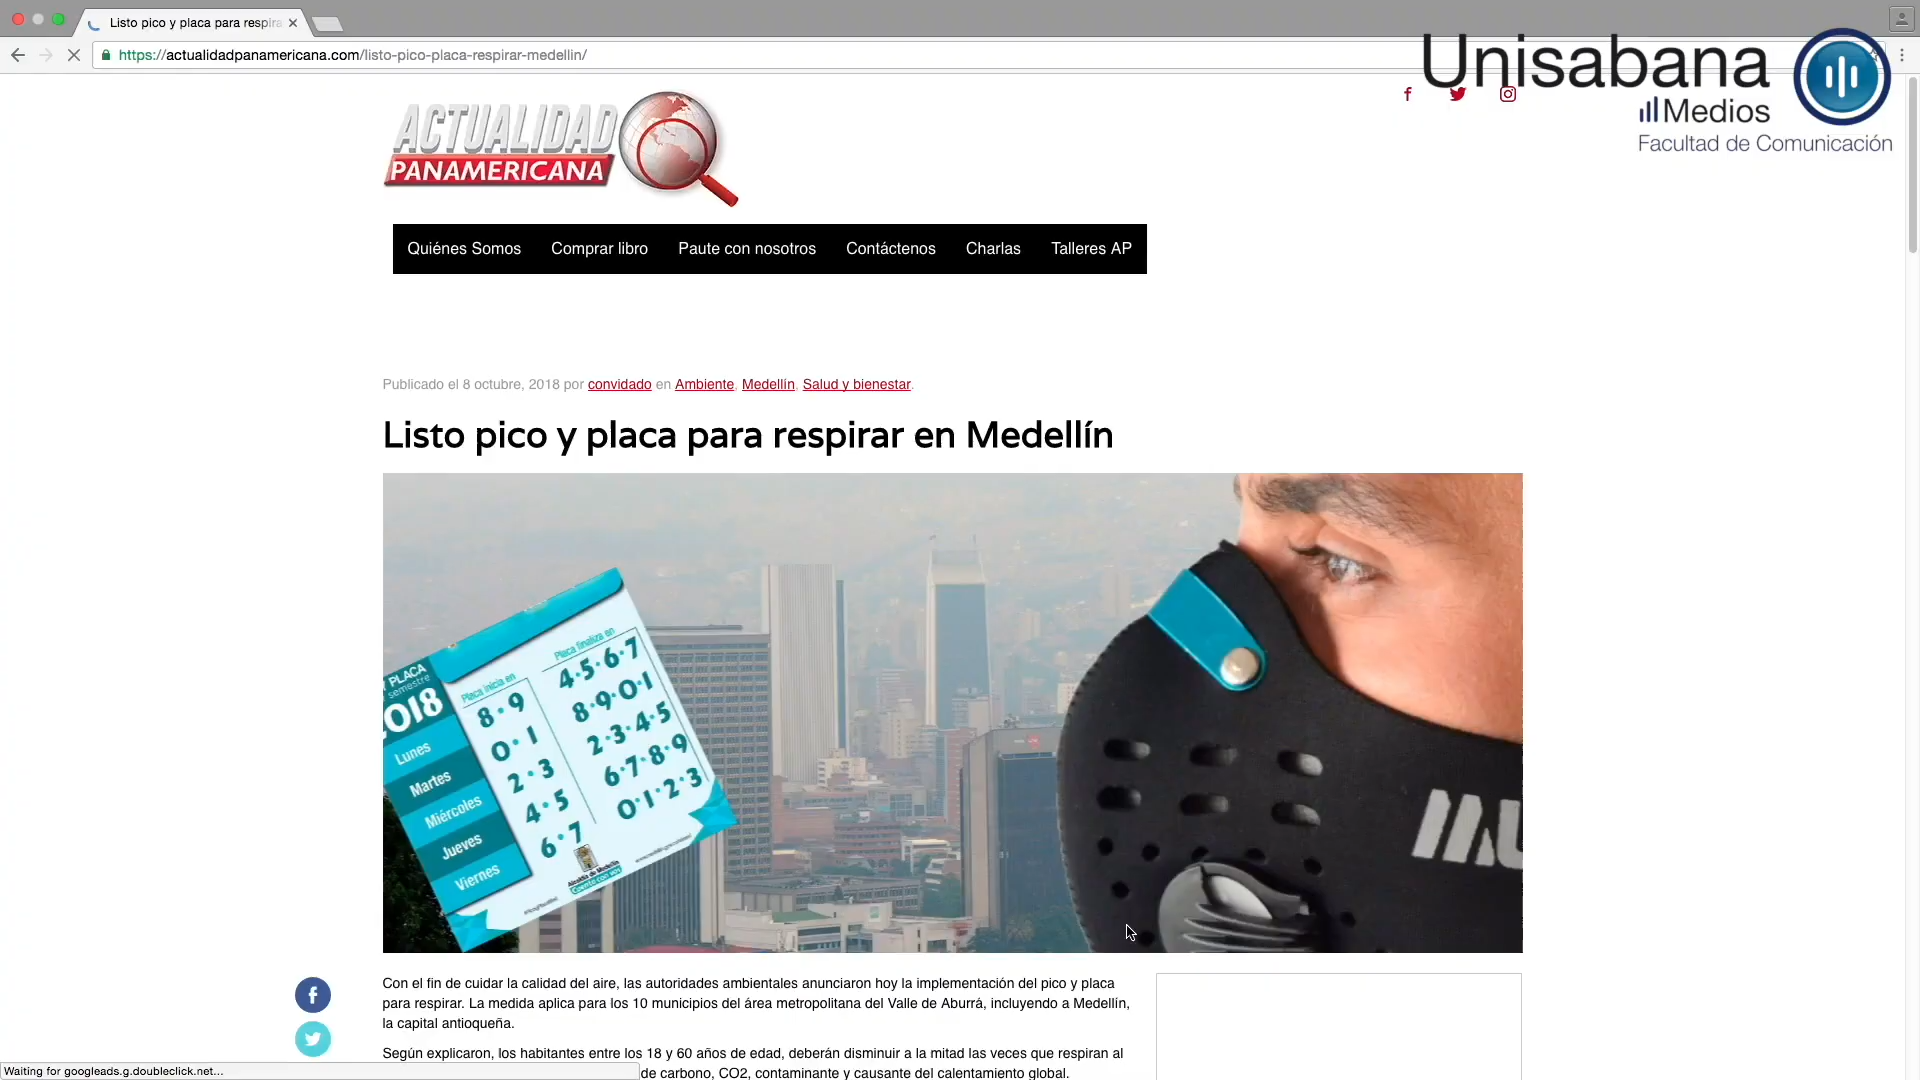 Listo pico y placa para respira
https://actualidadpanamericana.com/listo-pico-placa-respirar-medellin/
Unisabana
Medios
Facultad de Comunicación
ACTUALIDAD
PANAMERICANA
Quiénes Somos Comprar libro Paute con nosotros Contáctenos Charlas Talleres AP
Publicado el 8 octubre, 2018 por convidado en Ambiente, Medellín, Salud y bienestar.
Listo pico y placa para respirar en Medellín
Y PLACA
semestre
2018
Placa inicia en
Placa finaliza en
Lunes 8·9 4·5·6·7
Martes 0·1 8·9·0·1
Miércoles 2·3 2·3·4·5
Jueves 4·5 6·7·8·9
Viernes 6·7 0·1·2·3
Alcaldía de Medellín
Cuenta con vos
Con el fin de cuidar la calidad del aire, las autoridades ambientales anunciaron hoy la implementación del pico y placa
para respirar. La medida aplica para los 10 municipios del área metropolitana del Valle de Aburrá, incluyendo a Medellín,
la capital antioqueña.
Según explicaron, los habitantes entre los 18 y 60 años de edad, deberán disminuir a la mitad las veces que respiran al
de carbono, CO2, contaminante y causante del calentamiento global.
Waiting for googleads.g.doubleclick.net...